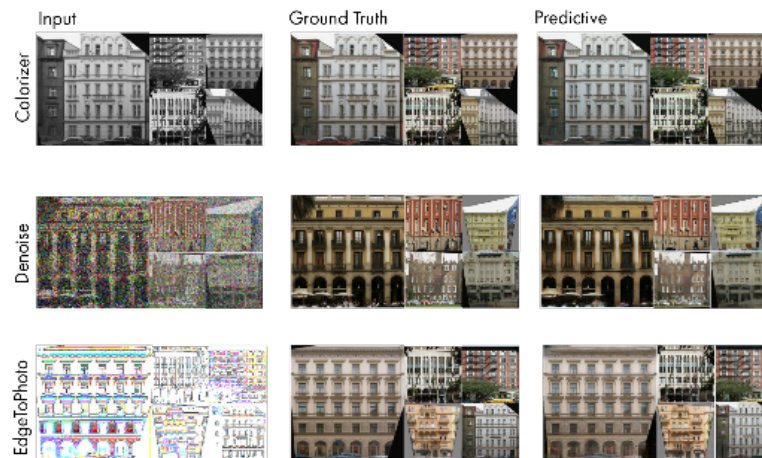 Input
Ground Truth
Predictive
Colorizer
Denoise
EdgeToPhoto